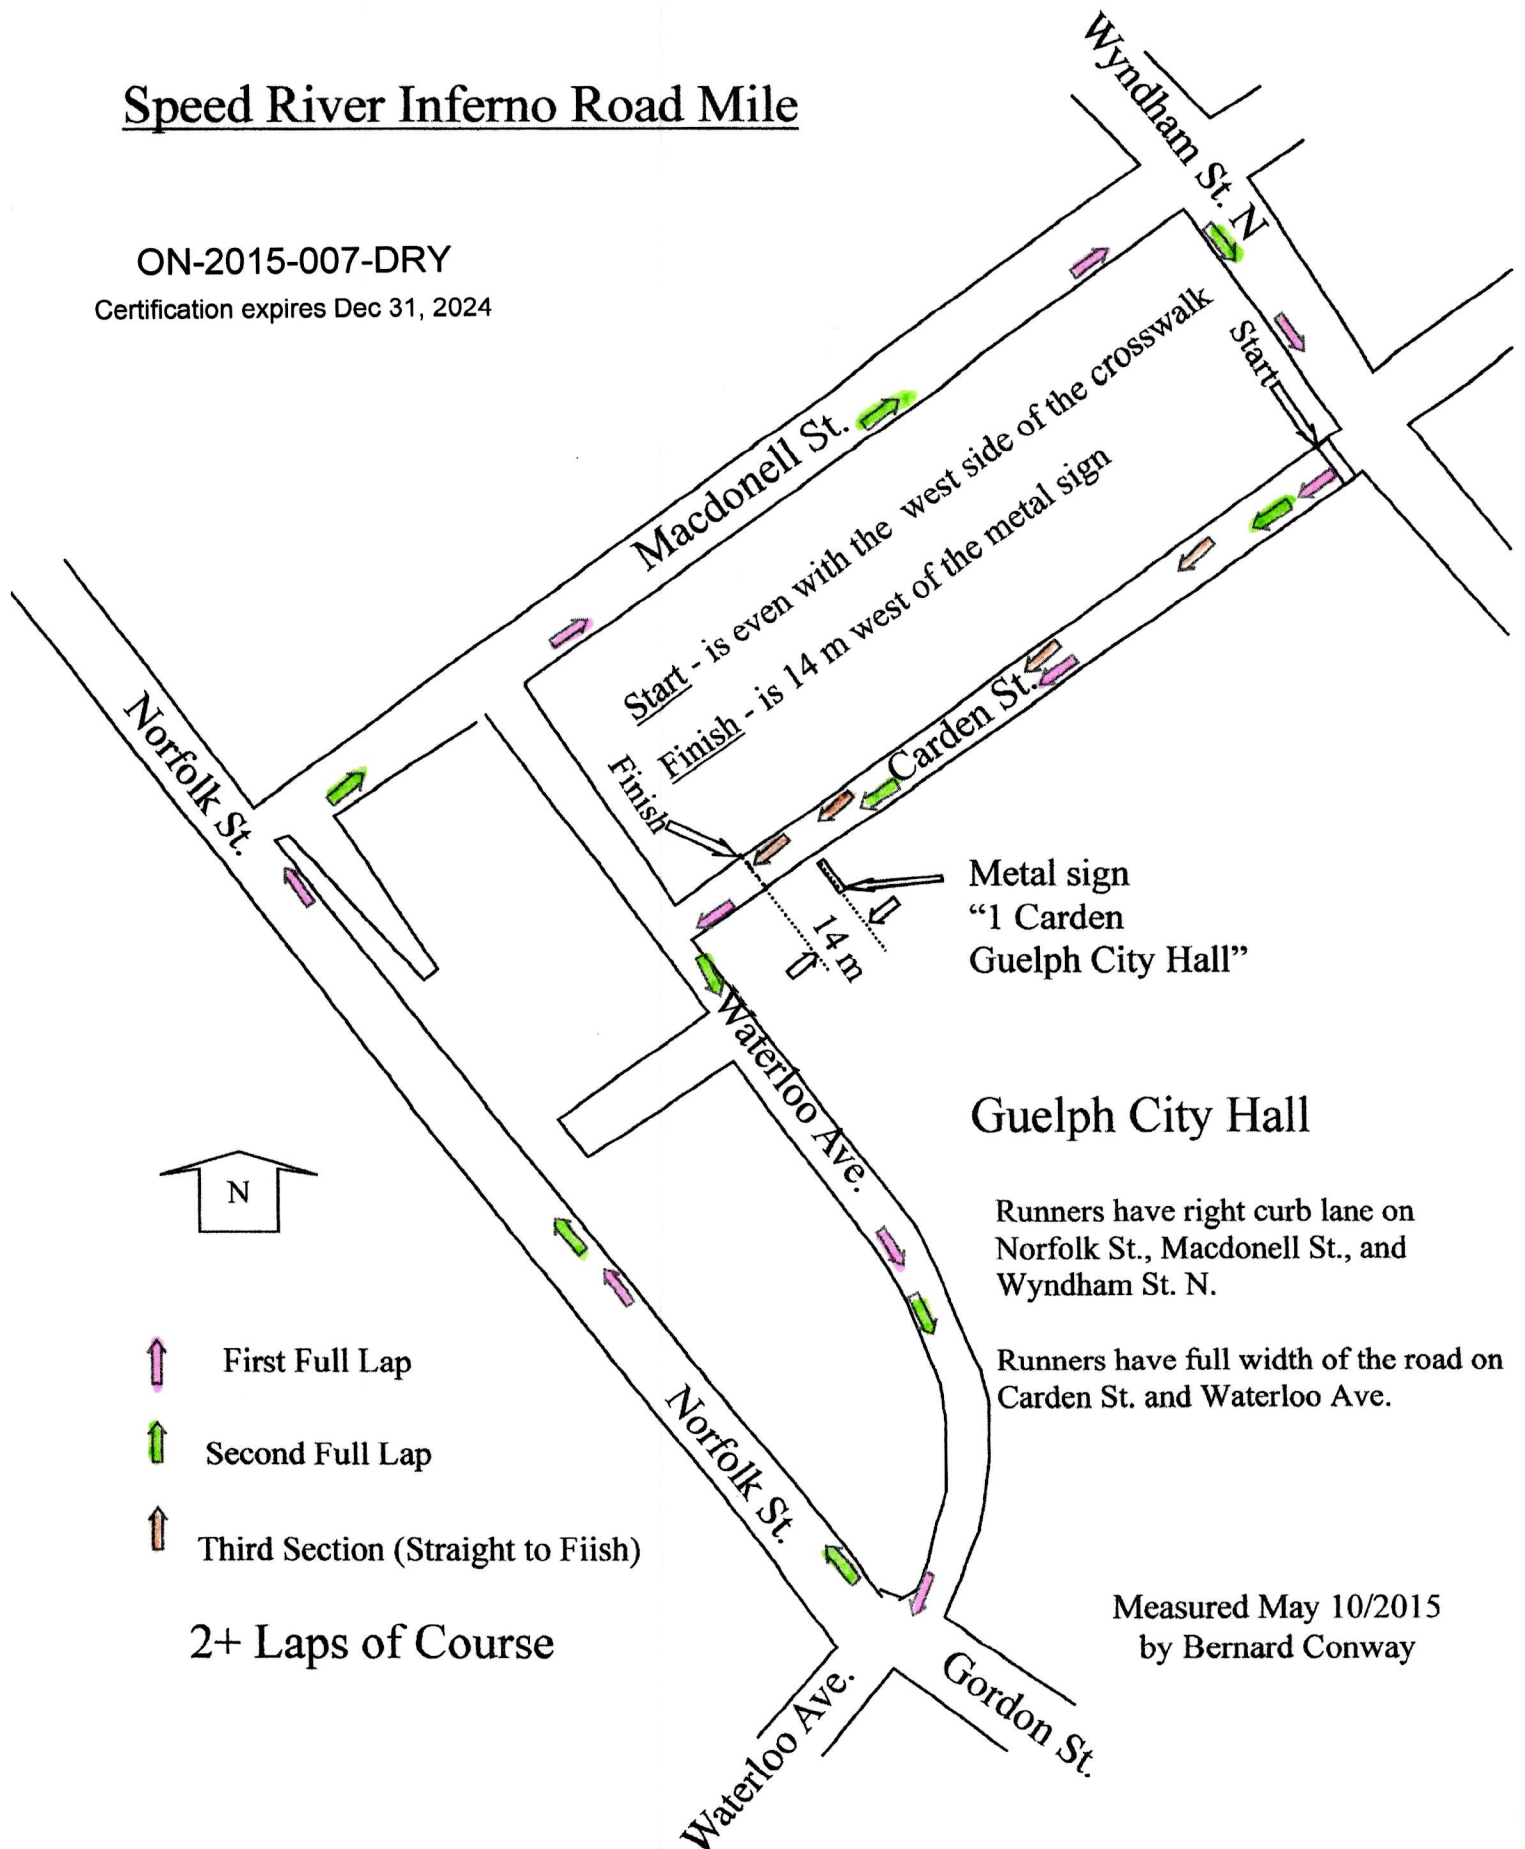 Speed River Inferno Road Mile
ON-2015-007-DRY
Certification expires Dec 31, 2024
Wyndham St. N
Start
Macdonell St.
Start - is even with the west side of the crosswalk
Finish - is 14 m west of the metal sign
Carden St.
Finish
Norfolk St.
Metal sign
“1 Carden
Guelph City Hall”
14 m
Waterloo Ave.
Guelph City Hall
N
Runners have right curb lane on
Norfolk St., Macdonell St., and
Wyndham St. N.
Runners have full width of the road on
Carden St. and Waterloo Ave.
First Full Lap
Second Full Lap
Third Section (Straight to Fiish)
2+ Laps of Course
Norfolk St.
Measured May 10/2015
by Bernard Conway
Gordon St.
Waterloo Ave.